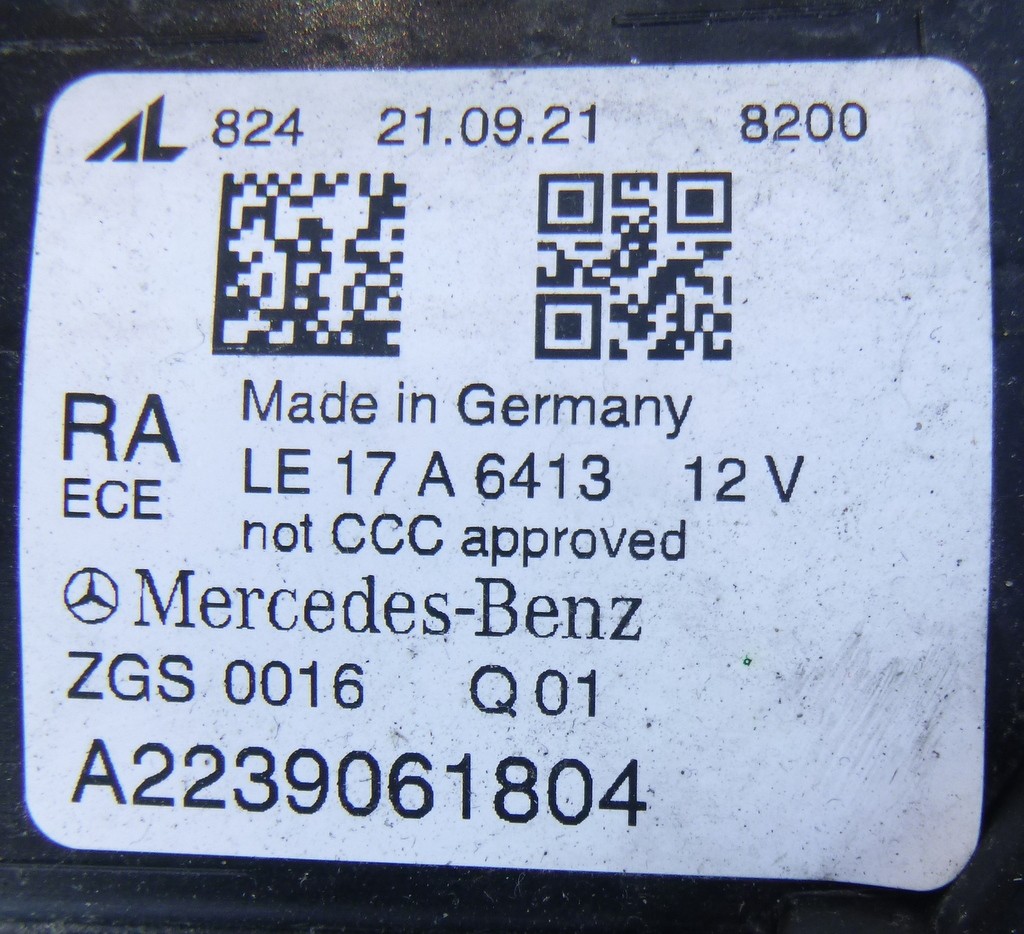 AL 824 21.09.21 8200
Made in Germany
RA
LE 17 A 6413 12 V
ECE
not CCC approved
Mercedes-Benz
ZGS 0016 Q 01
A2239061804